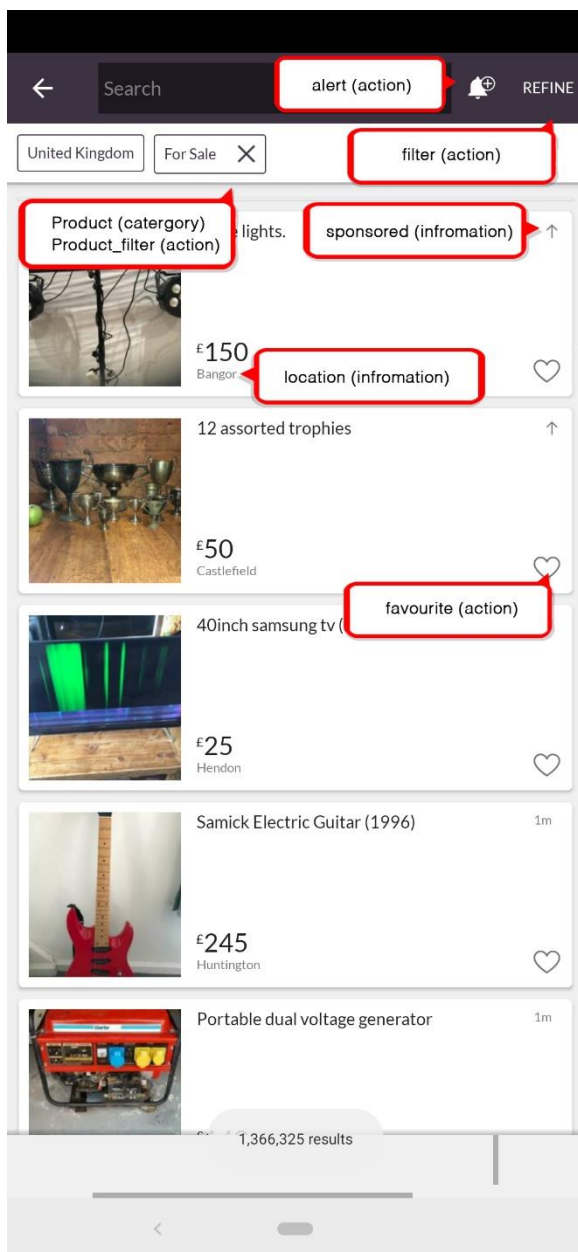 Search
alert (action)
REFINE
United Kingdom
For Sale
filter (action)
Product (catergory)
Product_filter (action)
lights.
sponsored (infromation)
£150
Bangor
location (infromation)
12 assorted trophies
£50
Castlefield
favourite (action)
40inch samsung tv (
£25
Hendon
Samick Electric Guitar (1996)
1m
£245
Huntington
Portable dual voltage generator
1m
1,366,325 results